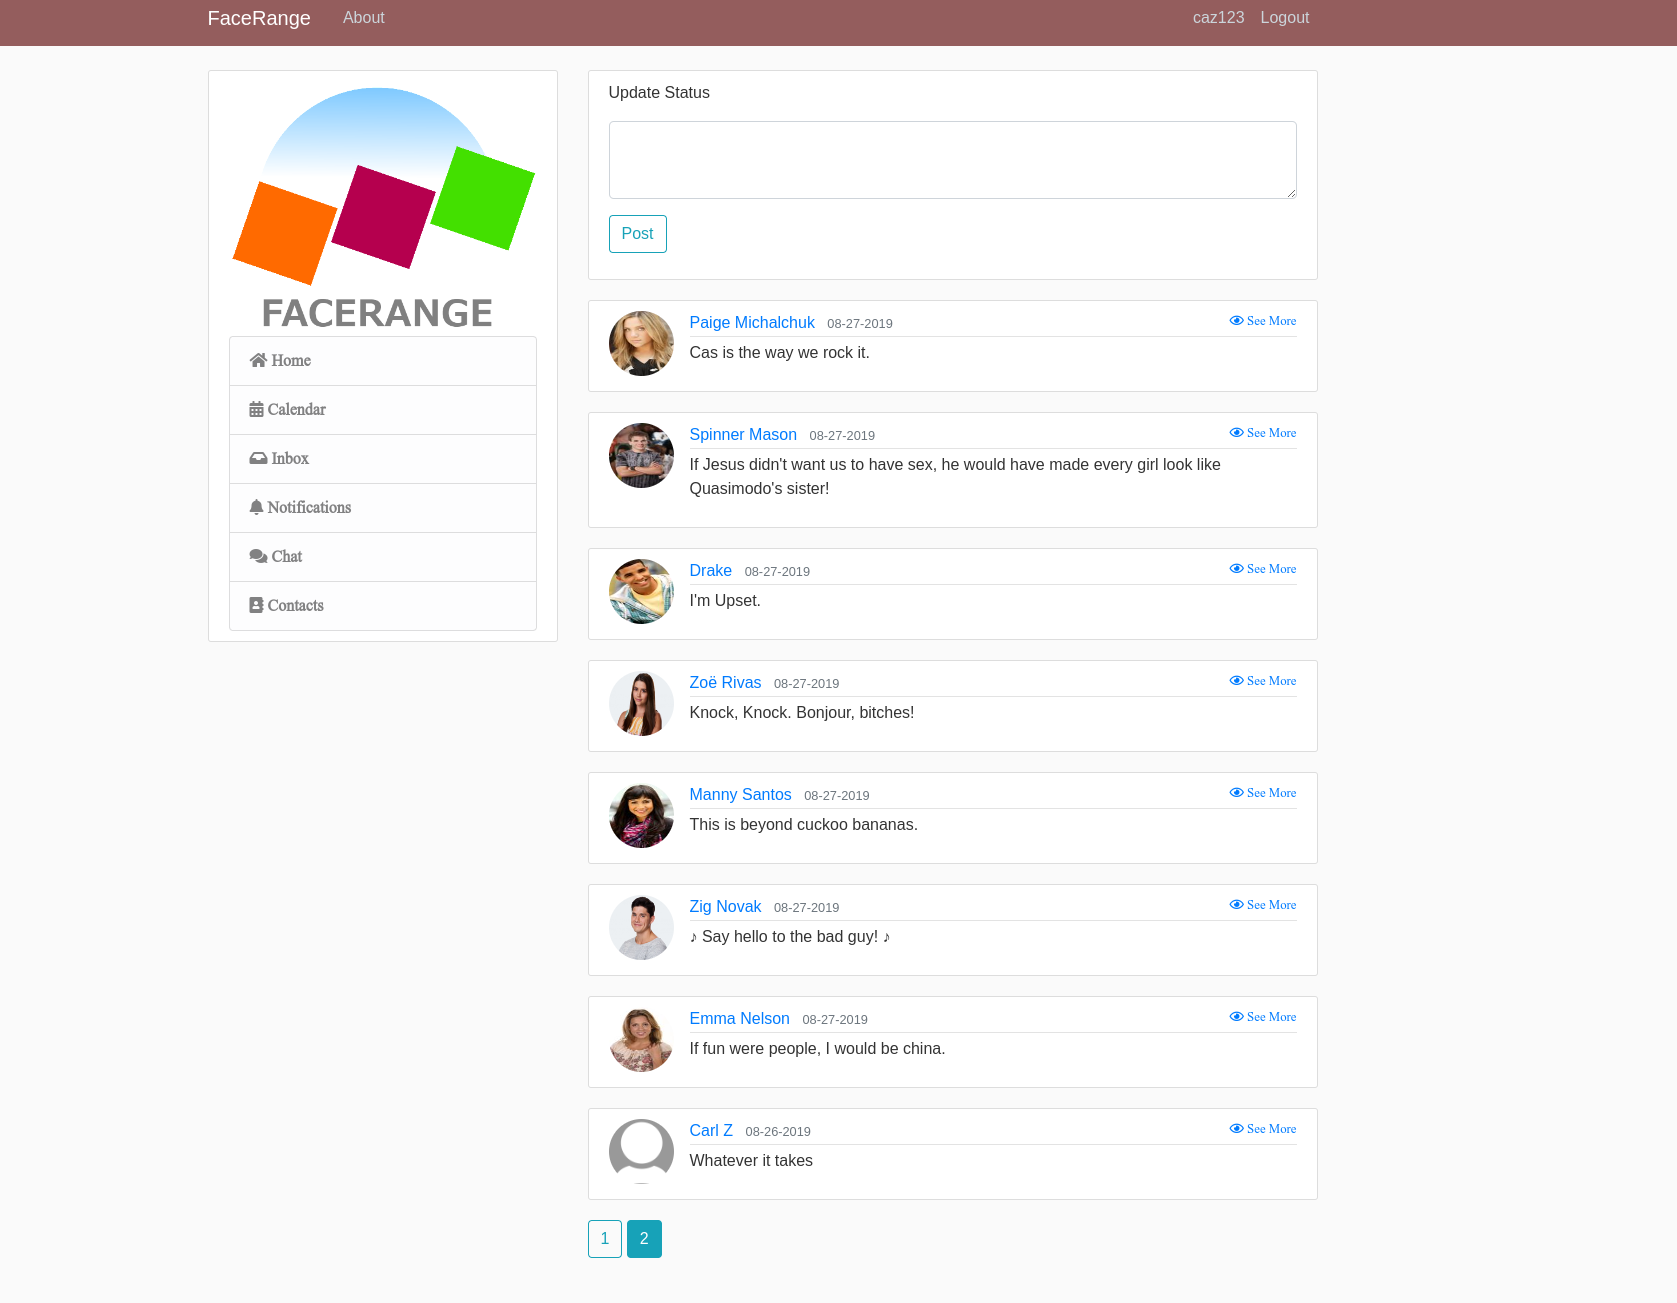 FaceRange About caz123 Logout
FACERANGE
Home
Calendar
Inbox
Notifications
Chat
Contacts
Update Status
Post
Paige Michalchuk 08-27-2019 See More
Cas is the way we rock it.
Spinner Mason 08-27-2019 See More
If Jesus didn't want us to have sex, he would have made every girl look like
Quasimodo's sister!
Drake 08-27-2019 See More
I'm Upset.
Zoë Rivas 08-27-2019 See More
Knock, Knock. Bonjour, bitches!
Manny Santos 08-27-2019 See More
This is beyond cuckoo bananas.
Zig Novak 08-27-2019 See More
♪ Say hello to the bad guy! ♪
Emma Nelson 08-27-2019 See More
If fun were people, I would be china.
Carl Z 08-26-2019 See More
Whatever it takes
1 2